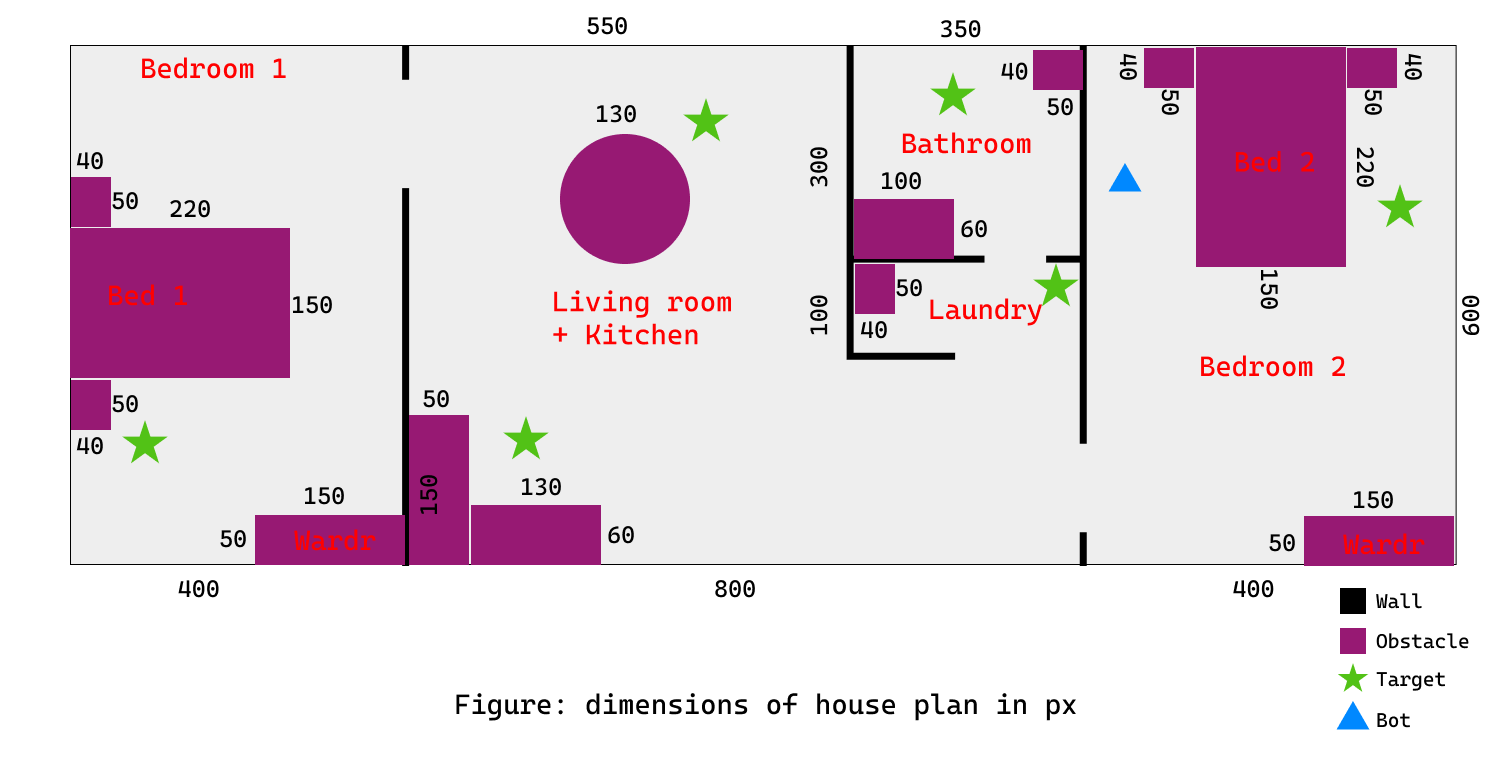 550
350
Bedroom 1
40
50
40
50
40
50
130
Bathroom
40
50
220
Bed 1
150
50
40
300
100
60
Bed 2
220
150
Living room
+ Kitchen
100
50
40
Laundry
600
Bedroom 2
50
150
130
60
150
50
Wardr
150
50
Wardr
400
800
400
Wall
Obstacle
Target
Bot
Figure: dimensions of house plan in px